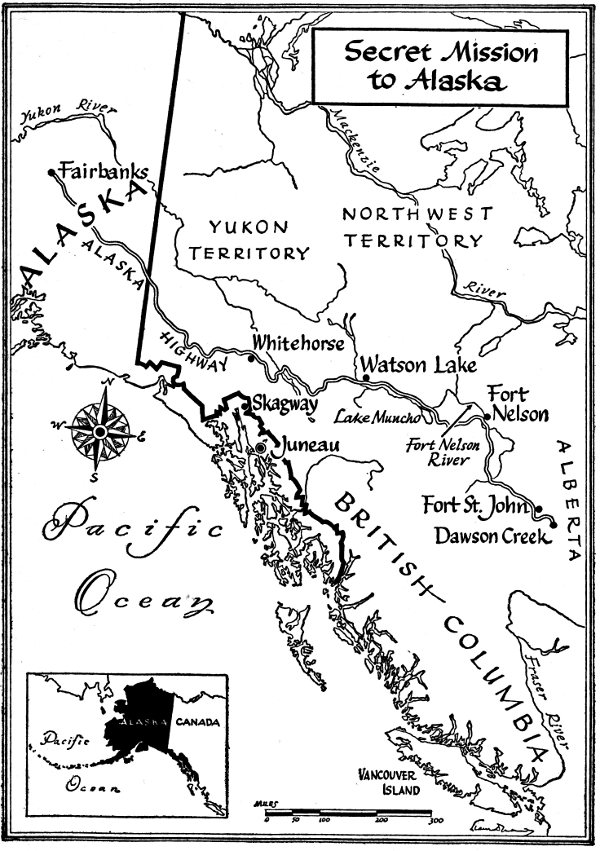 Secret Mission
to Alaska
Yukon River
Mackenzie
Fairbanks
ALASKA
YUKON
TERRITORY
NORTHWEST
TERRITORY
ALASKA
River
HIGHWAY
Whitehorse
Watson Lake
Skagway
Lake Muncho
Fort
Nelson
N
W
E
S
Juneau
Fort Nelson
River
ALBERTA
Pacific
Ocean
BRITISH COLUMBIA
Fort St. John
Dawson Creek
Fraser River
ALASKA
CANADA
Pacific
Ocean
VANCOUVER
ISLAND
MILES
0 50 100 200 300